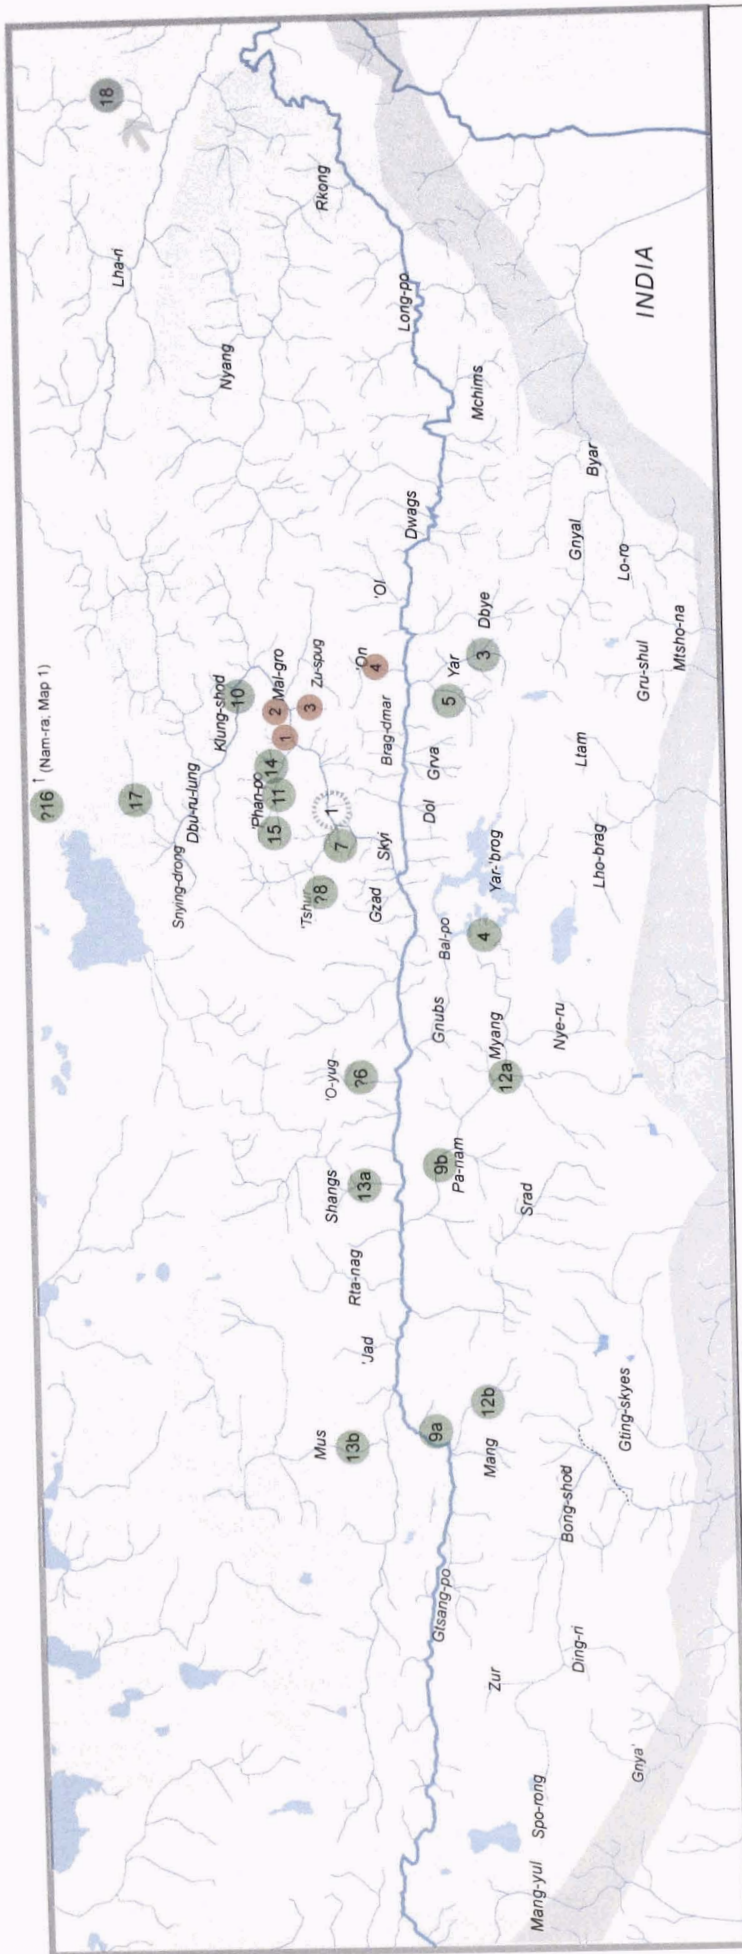 ?16 ↑ (Nam-ra; Map 1)
18
17
Lha-ri
Snying-drong
Dbu-ru-lung
Klung-shod
10
Nyang
'Phan-po
Mal-gro
2
15
11
14
1
3
Zu-spug
Rkong
'Tshur
?8
7
1
Mus
13b
Shangs
13a
'O-yug
?6
'On
4
'Ol
'Jad
Rta-nag
Gzad
Skyi
Brag-dmar
Dwags
Long-po
Gtsang-po
9a
9b
Pa-nam
Gnubs
Bal-po
Dol
Grva
5
Yar
Mchims
Zur
Mang
12b
Myang
12a
4
Yar-'brog
3
Dbye
Spo-rong
Mang-yul
Srad
Ding-ri
Bong-shod
Gting-skyes
Nye-ru
Ltam
Gnyal
Byar
Lho-brag
Lo-ro
Gru-shul
Mtsho-na
Gnya'
INDIA